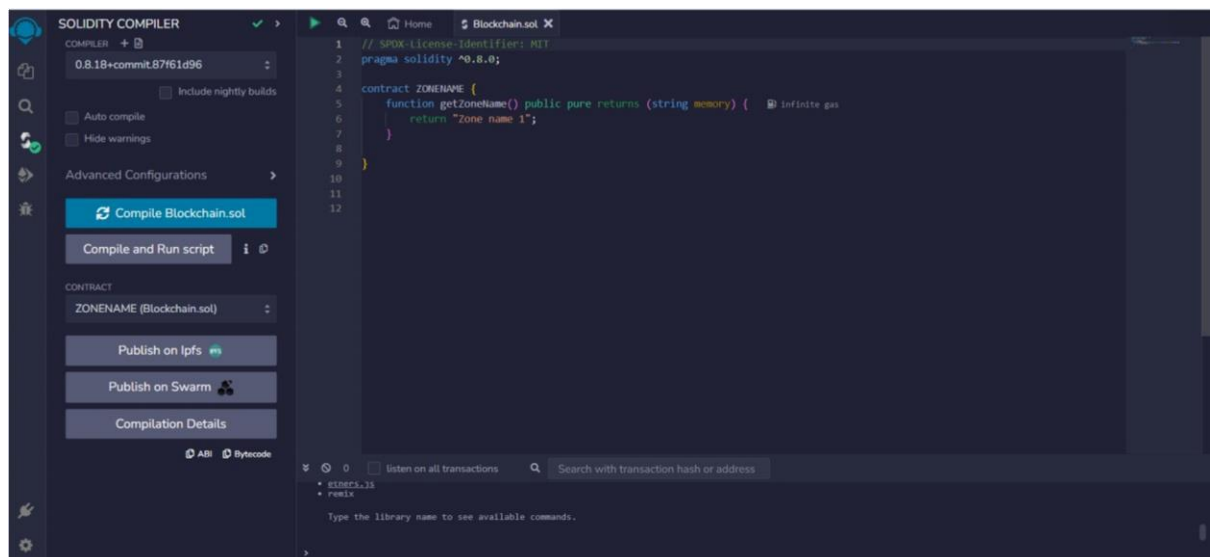 SOLIDITY COMPILER
COMPILER
0.8.18+commit.87f61d96
Include nightly builds
Auto compile
Hide warnings
Advanced Configurations
Compile Blockchain.sol
Compile and Run script
i
CONTRACT
ZONENAME (Blockchain.sol)
Publish on Ipfs
Publish on Swarm
Compilation Details
ABI Bytecode
Home Blockchain.sol
1 // SPDX-License-Identifier: MIT
2 pragma solidity ^0.8.0;
3
4 contract ZONENAME {
5 function getZoneName() public pure returns (string memory) { infinite gas
6 return "Zone name 1";
7 }
8
9 }
10
11
12
0 listen on all transactions Search with transaction hash or address
• ethers.js
• remix
Type the library name to see available commands.
>